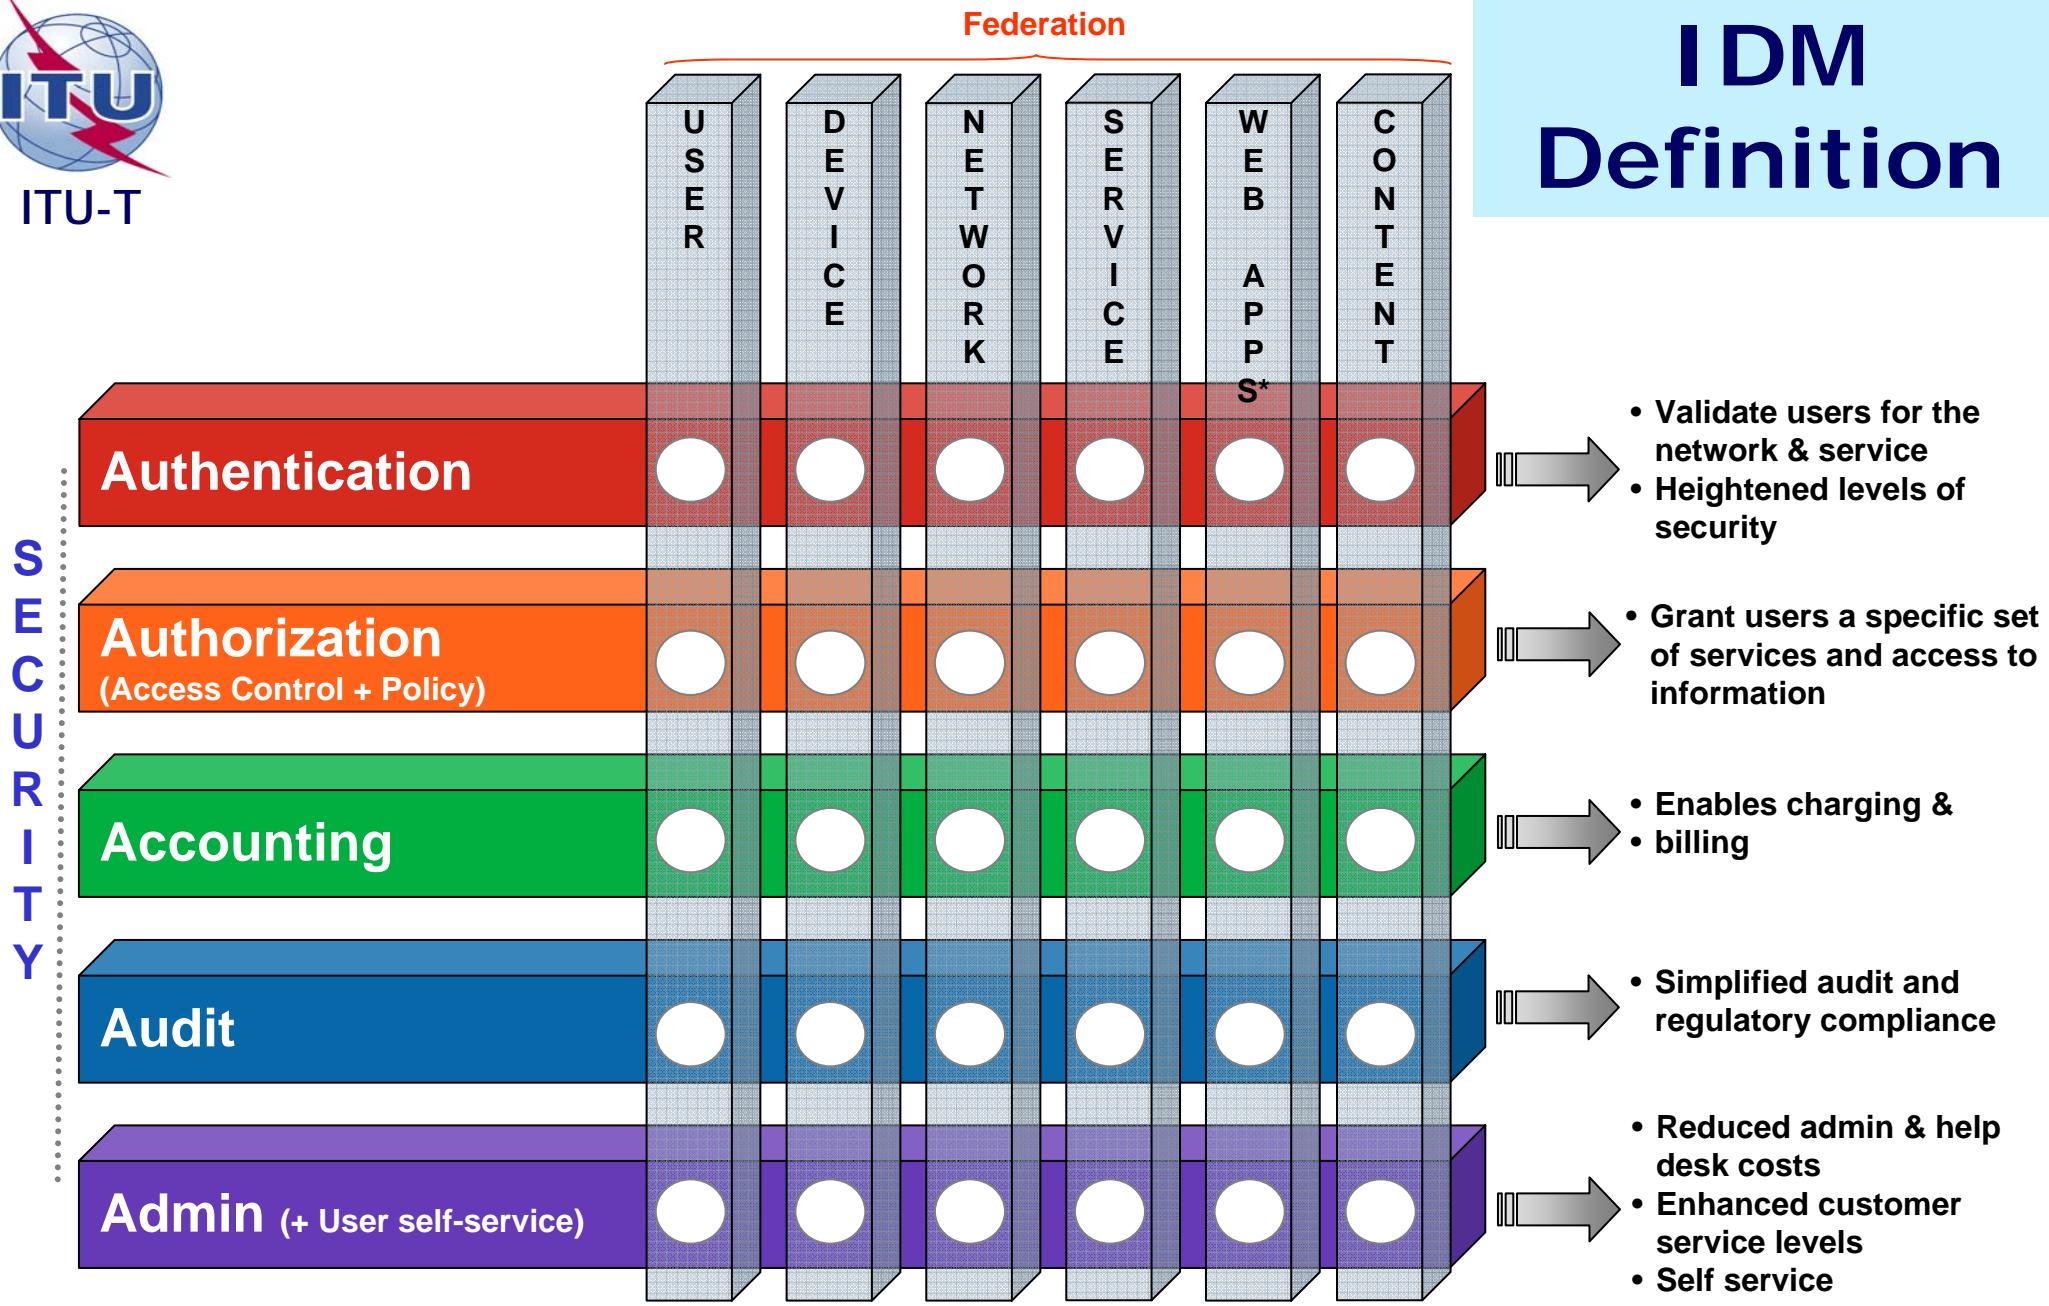 Federation
IDM
Definition
ITU
ITU-T
USER
DEVICE
NETWORK
SERVICE
WEB APPS*
CONTENT
SECURITY
Authentication
• Validate users for the
network & service
• Heightened levels of
security
Authorization
(Access Control + Policy)
• Grant users a specific set
of services and access to
information
Accounting
• Enables charging &
• billing
Audit
• Simplified audit and
regulatory compliance
Admin (+ User self-service)
• Reduced admin & help
desk costs
• Enhanced customer
service levels
• Self service